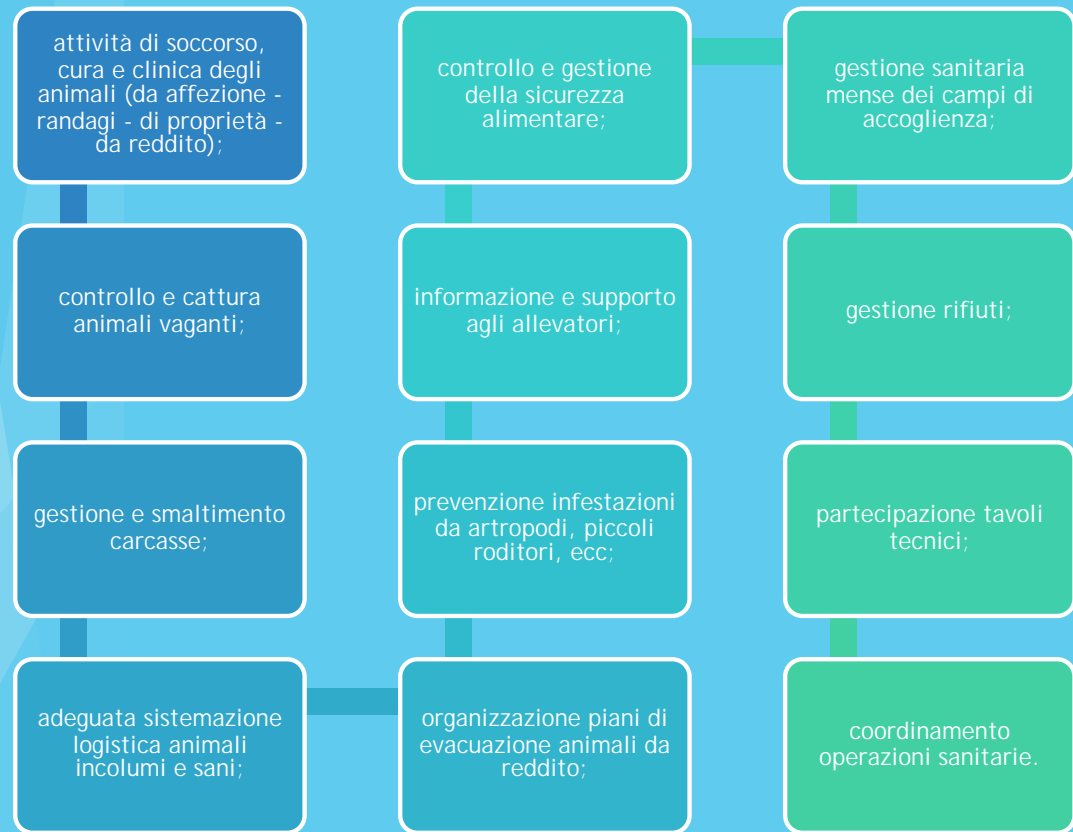 attività di soccorso,
cura e clinica degli
animali (da affezione -
randagi - di proprietà -
da reddito);
controllo e cattura
animali vaganti;
gestione e smaltimento
carcasse;
adeguata sistemazione
logistica animali
incolumi e sani;
organizzazione piani di
evacuazione animali da
reddito;
prevenzione infestazioni
da artropodi, piccoli
roditori, ecc;
informazione e supporto
agli allevatori;
controllo e gestione
della sicurezza
alimentare;
gestione sanitaria
mense dei campi di
accoglienza;
gestione rifiuti;
partecipazione tavoli
tecnici;
coordinamento
operazioni sanitarie.